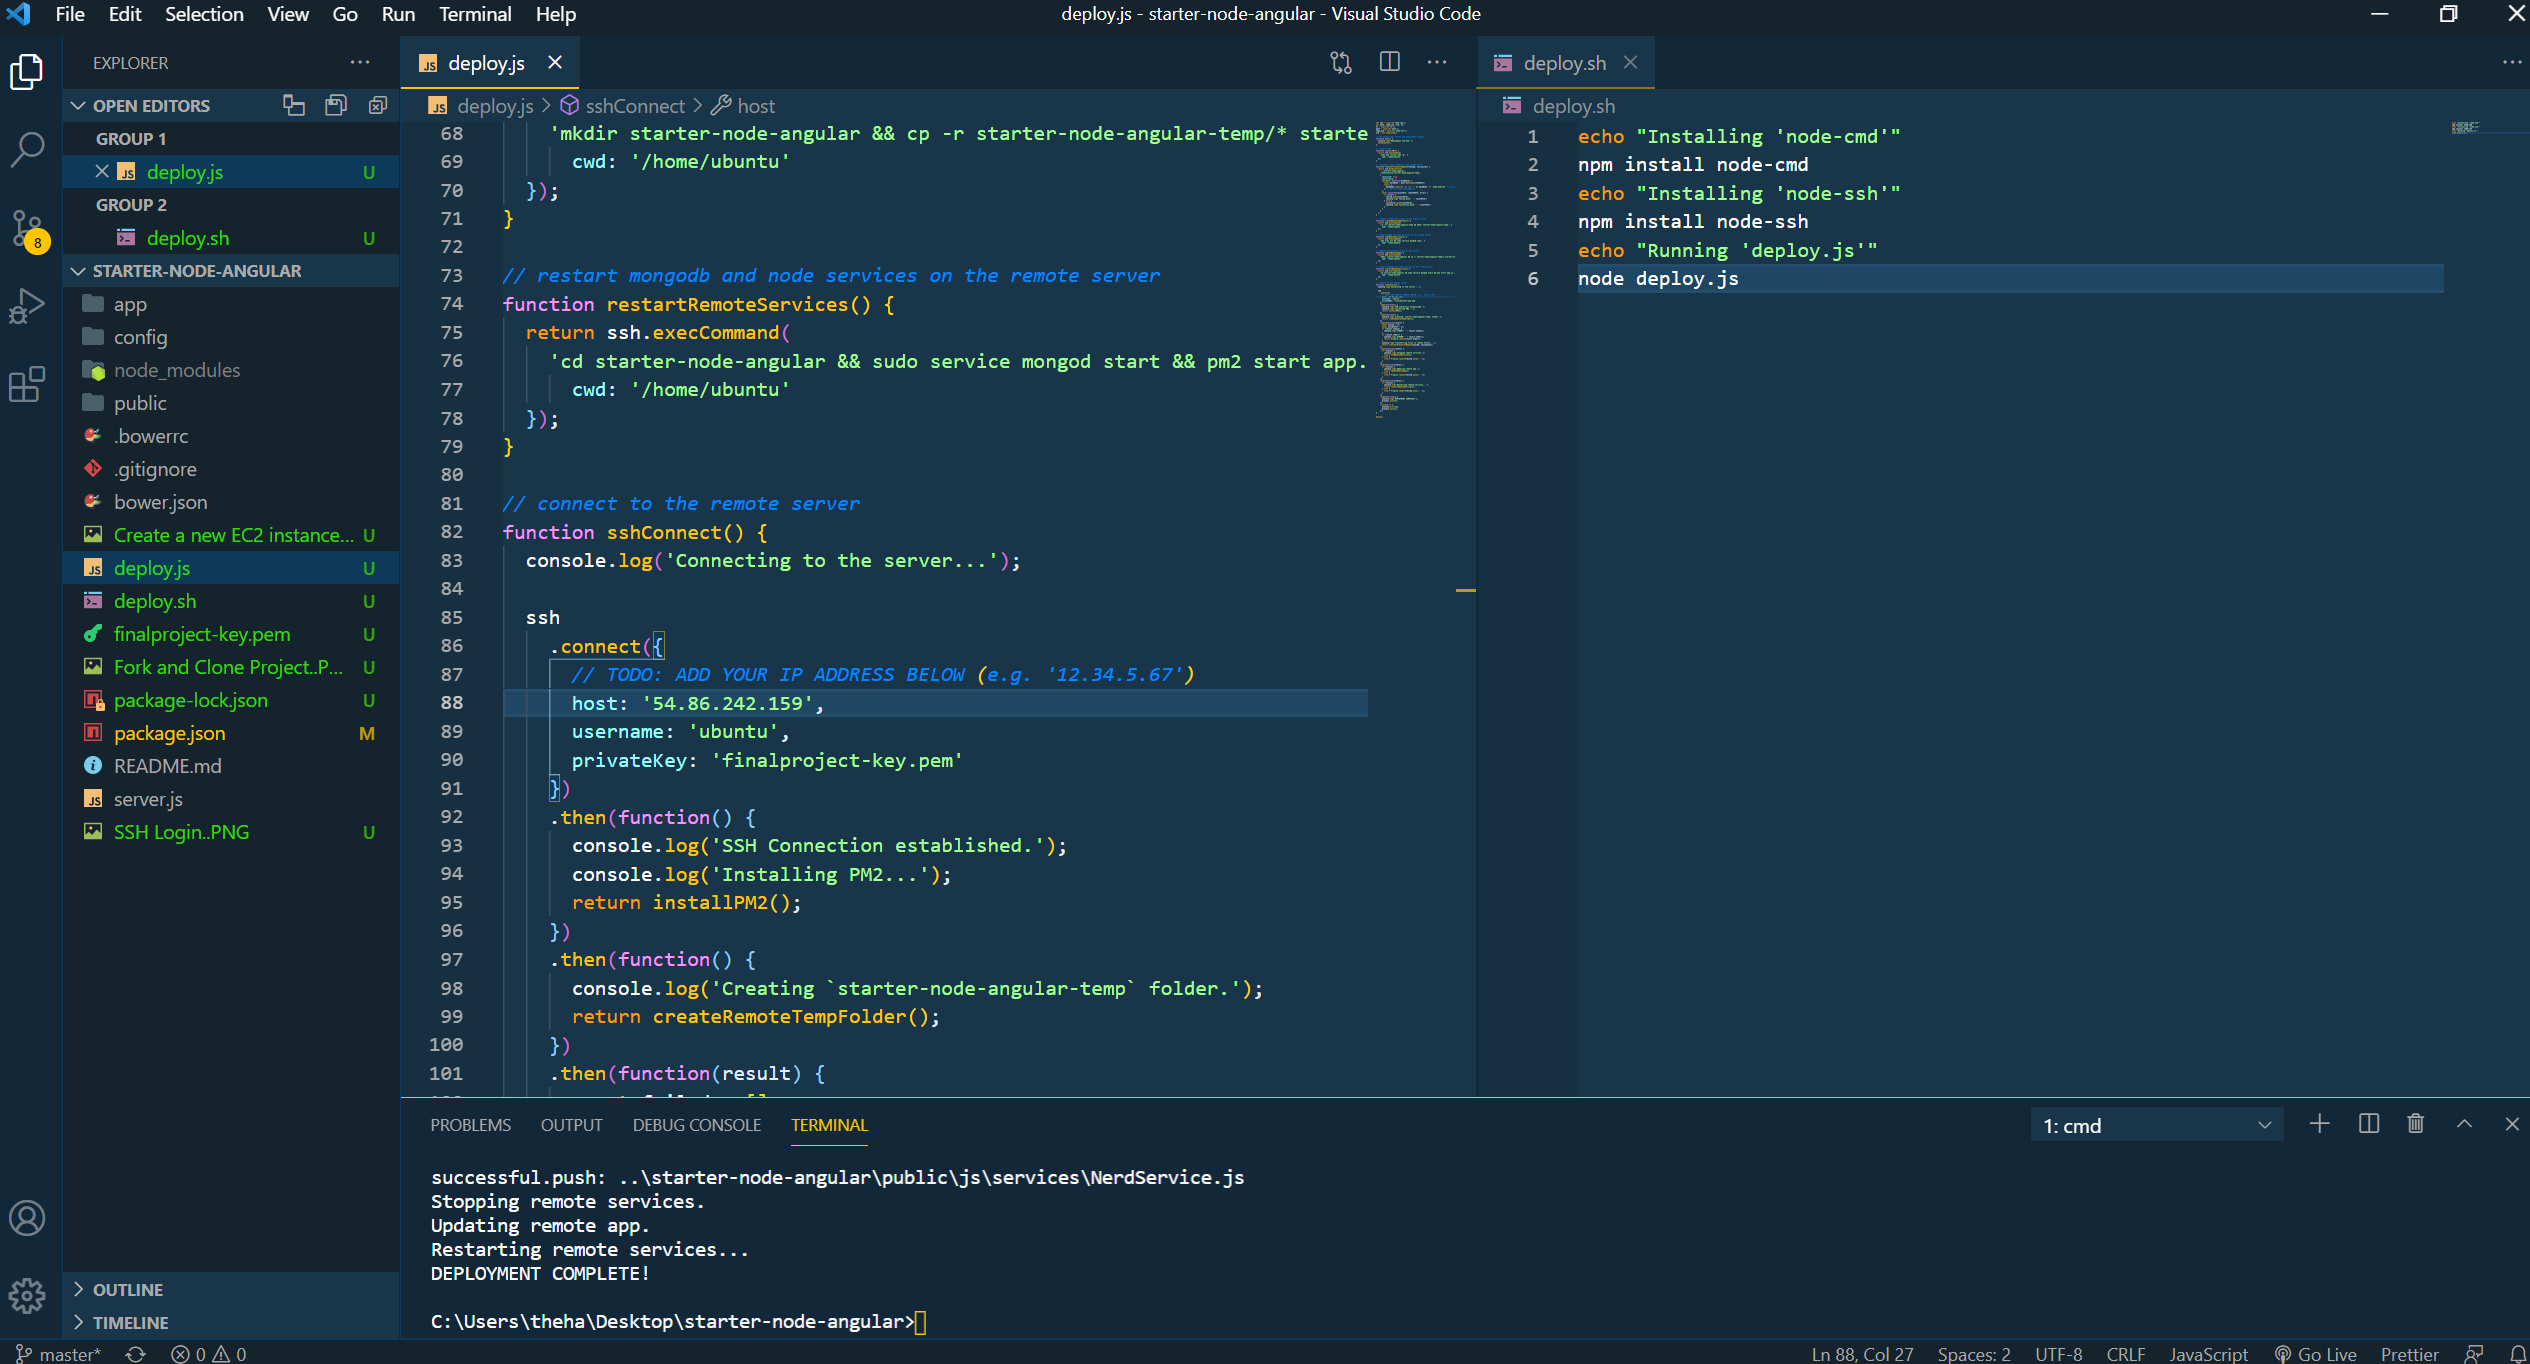 File Edit Selection View Go Run Terminal Help
deploy.js - starter-node-angular - Visual Studio Code
EXPLORER
OPEN EDITORS
GROUP 1
deploy.js U
GROUP 2
deploy.sh U
STARTER-NODE-ANGULAR
app
config
node_modules
public
.bowerrc
.gitignore
bower.json
Create a new EC2 instance... U
deploy.js U
deploy.sh U
finalproject-key.pem U
Fork and Clone Project..P... U
package-lock.json U
package.json M
README.md
server.js
SSH Login..PNG U
OUTLINE
TIMELINE
8
JS deploy.js
JS deploy.js > sshConnect > host
68 'mkdir starter-node-angular && cp -r starter-node-angular-temp/* starte
69 cwd: '/home/ubuntu'
70 });
71 }
72
73 // restart mongodb and node services on the remote server
74 function restartRemoteServices() {
75 return ssh.execCommand(
76 'cd starter-node-angular && sudo service mongod start && pm2 start app.
77 cwd: '/home/ubuntu'
78 });
79 }
80
81 // connect to the remote server
82 function sshConnect() {
83 console.log('Connecting to the server...');
84
85 ssh
86 .connect({
87 // TODO: ADD YOUR IP ADDRESS BELOW (e.g. '12.34.5.67')
88 host: '54.86.242.159',
89 username: 'ubuntu',
90 privateKey: 'finalproject-key.pem'
91 })
92 .then(function() {
93 console.log('SSH Connection established.');
94 console.log('Installing PM2...');
95 return installPM2();
96 })
97 .then(function() {
98 console.log('Creating `starter-node-angular-temp` folder.');
99 return createRemoteTempFolder();
100 })
101 .then(function(result) {
deploy.sh
deploy.sh
1 echo "Installing 'node-cmd'"
2 npm install node-cmd
3 echo "Installing 'node-ssh'"
4 npm install node-ssh
5 echo "Running 'deploy.js'"
6 node deploy.js
PROBLEMS OUTPUT DEBUG CONSOLE TERMINAL
1: cmd
successful.push: ..\starter-node-angular\public\js\services\NerdService.js
Stopping remote services.
Updating remote app.
Restarting remote services...
DEPLOYMENT COMPLETE!
C:\Users\theha\Desktop\starter-node-angular>
master* 0 0
Ln 88, Col 27 Spaces: 2 UTF-8 CRLF JavaScript Go Live Prettier